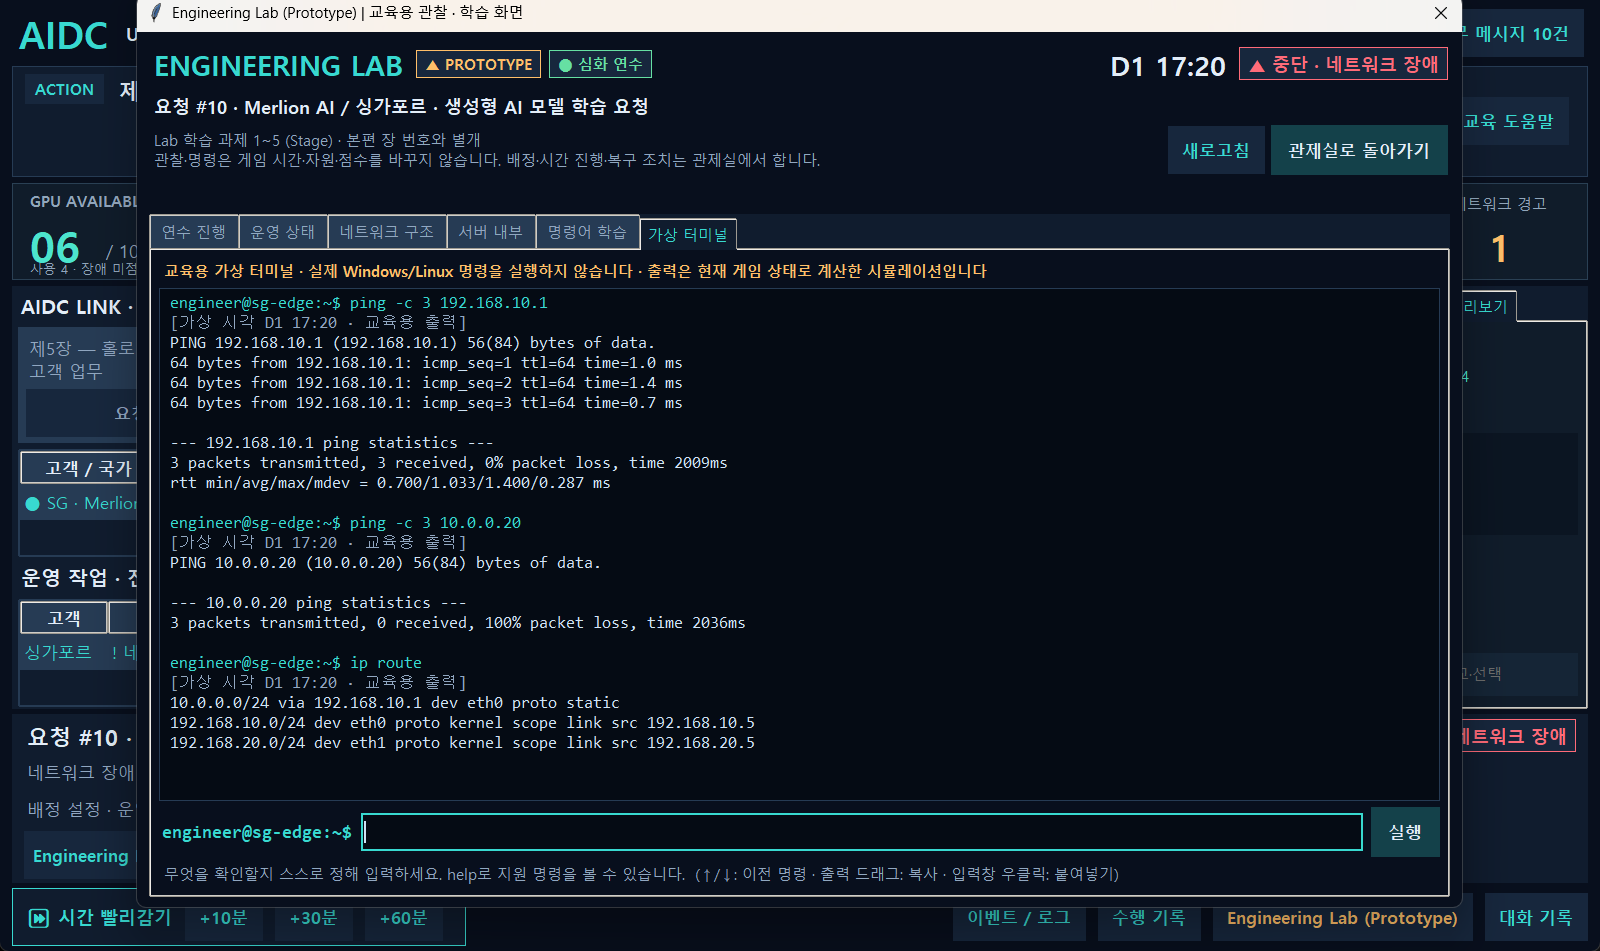 Engineering Lab (Prototype) | 교육용 관찰 · 학습 화면
AIDC
메시지 10건
ENGINEERING LAB
▲ PROTOTYPE
● 심화 연수
D1 17:20
▲ 중단 · 네트워크 장애
ACTION
요청 #10 · Merlion AI / 싱가포르 · 생성형 AI 모델 학습 요청
Lab 학습 과제 1~5 (Stage) · 본편 장 번호와 별개
관찰·명령은 게임 시간·자원·점수를 바꾸지 않습니다. 배정·시간 진행·복구 조치는 관제실에서 합니다.
새로고침
관제실로 돌아가기
교육 도움말
GPU AVAILABL
06 / 10
사용 4 · 장애 미점
네트워크 경고
1
연수 진행
운영 상태
네트워크 구조
서버 내부
명령어 학습
가상 터미널
교육용 가상 터미널 · 실제 Windows/Linux 명령을 실행하지 않습니다 · 출력은 현재 게임 상태로 계산한 시뮬레이션입니다
engineer@sg-edge:~$ ping -c 3 192.168.10.1
[가상 시각 D1 17:20 · 교육용 출력]
PING 192.168.10.1 (192.168.10.1) 56(84) bytes of data.
64 bytes from 192.168.10.1: icmp_seq=1 ttl=64 time=1.0 ms
64 bytes from 192.168.10.1: icmp_seq=2 ttl=64 time=1.4 ms
64 bytes from 192.168.10.1: icmp_seq=3 ttl=64 time=0.7 ms
--- 192.168.10.1 ping statistics ---
3 packets transmitted, 3 received, 0% packet loss, time 2009ms
rtt min/avg/max/mdev = 0.700/1.033/1.400/0.287 ms
engineer@sg-edge:~$ ping -c 3 10.0.0.20
[가상 시각 D1 17:20 · 교육용 출력]
PING 10.0.0.20 (10.0.0.20) 56(84) bytes of data.
--- 10.0.0.20 ping statistics ---
3 packets transmitted, 0 received, 100% packet loss, time 2036ms
engineer@sg-edge:~$ ip route
[가상 시각 D1 17:20 · 교육용 출력]
10.0.0.0/24 via 192.168.10.1 dev eth0 proto static
192.168.10.0/24 dev eth0 proto kernel scope link src 192.168.10.5
192.168.20.0/24 dev eth1 proto kernel scope link src 192.168.20.5
engineer@sg-edge:~$
실행
무엇을 확인할지 스스로 정해 입력하세요. help로 지원 명령을 볼 수 있습니다. (↑/↓: 이전 명령 · 출력 드래그: 복사 · 입력창 우클릭: 붙여넣기)
AIDC LINK ·
제5장 — 홀로
고객 업무
고객 / 국가
● SG · Merlion
운영 작업 ·
고객
싱가포르 ! 네
요청 #10 ·
네트워크 장애
배정 설정 · 운
Engineering
리보기
4
선택
네트워크 장애
시간 빨리감기
+10분
+30분
+60분
이벤트 / 로그
수행 기록
Engineering Lab (Prototype)
대화 기록